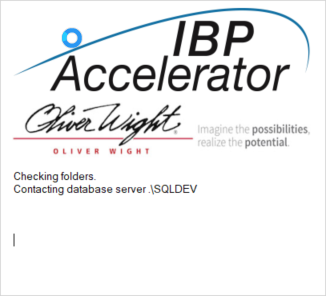 IBP
Accelerator
Oliver Wight®
OLIVER WIGHT
Imagine the possibilities,
realize the potential.
Checking folders.
Contacting database server .\SQLDEV